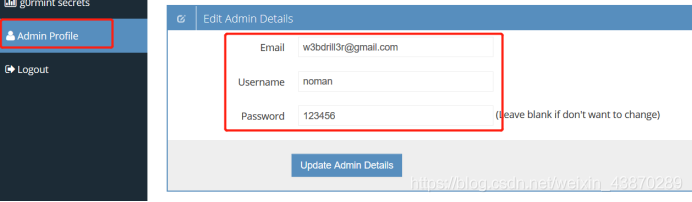 g0rmint secrets
Admin Profile
Logout
Edit Admin Details
Email w3bdrill3r@gmail.com
Username noman
Password 123456 (Leave blank if don't want to change)
Update Admin Details
https://blog.csdn.net/weixin_43870289